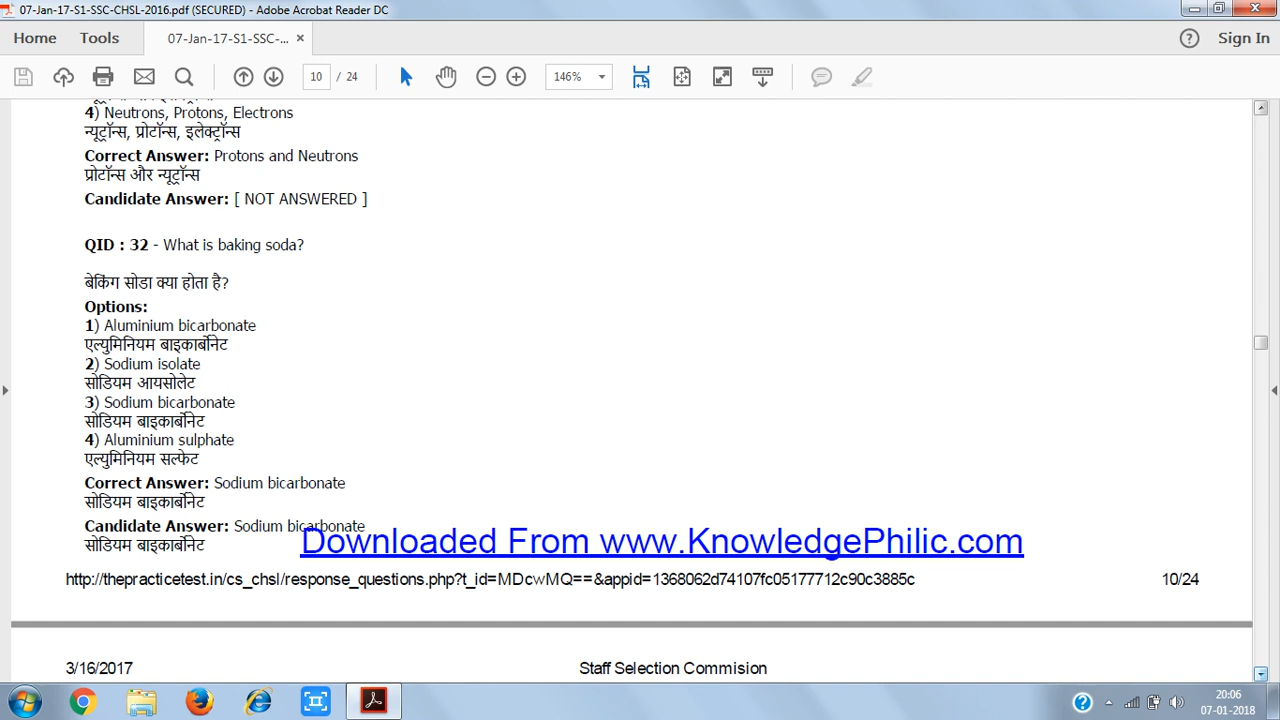 07-Jan-17-S1-SSC-CHSL-2016.pdf (SECURED) - Adobe Acrobat Reader DC
Home Tools 07-Jan-17-S1-SSC-... × Sign In
10 / 24 146%
4) Neutrons, Protons, Electrons
न्यूट्रॉन्स, प्रोटॉन्स, इलेक्ट्रॉन्स
Correct Answer: Protons and Neutrons
प्रोटॉन्स और न्यूट्रॉन्स
Candidate Answer: [ NOT ANSWERED ]
QID : 32 - What is baking soda?
बेकिंग सोडा क्या होता है?
Options:
1) Aluminium bicarbonate
एल्युमिनियम बाइकार्बोनेट
2) Sodium isolate
सोडियम आयसोलेट
3) Sodium bicarbonate
सोडियम बाइकार्बोनेट
4) Aluminium sulphate
एल्युमिनियम सल्फेट
Correct Answer: Sodium bicarbonate
सोडियम बाइकार्बोनेट
Candidate Answer: Sodium bicarbonate
सोडियम बाइकार्बोनेट
Downloaded From www.KnowledgePhilic.com
http://thepracticetest.in/cs_chsl/response_questions.php?t_id=MDcwMQ==&appid=1368062d74107fc05177712c90c3885c 10/24
3/16/2017 Staff Selection Commision
20:06
07-01-2018